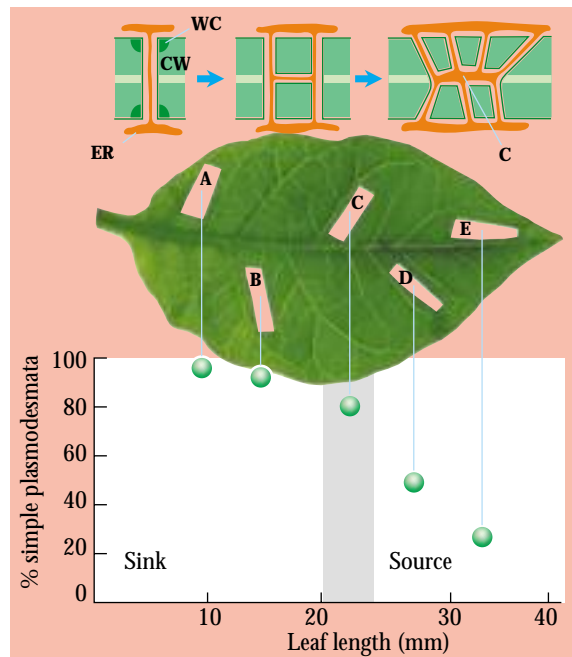 WC
CW
ER
C
A
C
E
B
D
100
80
60
40
20
0
% simple plasmodesmata
Sink
Source
10
20
30
40
Leaf length (mm)